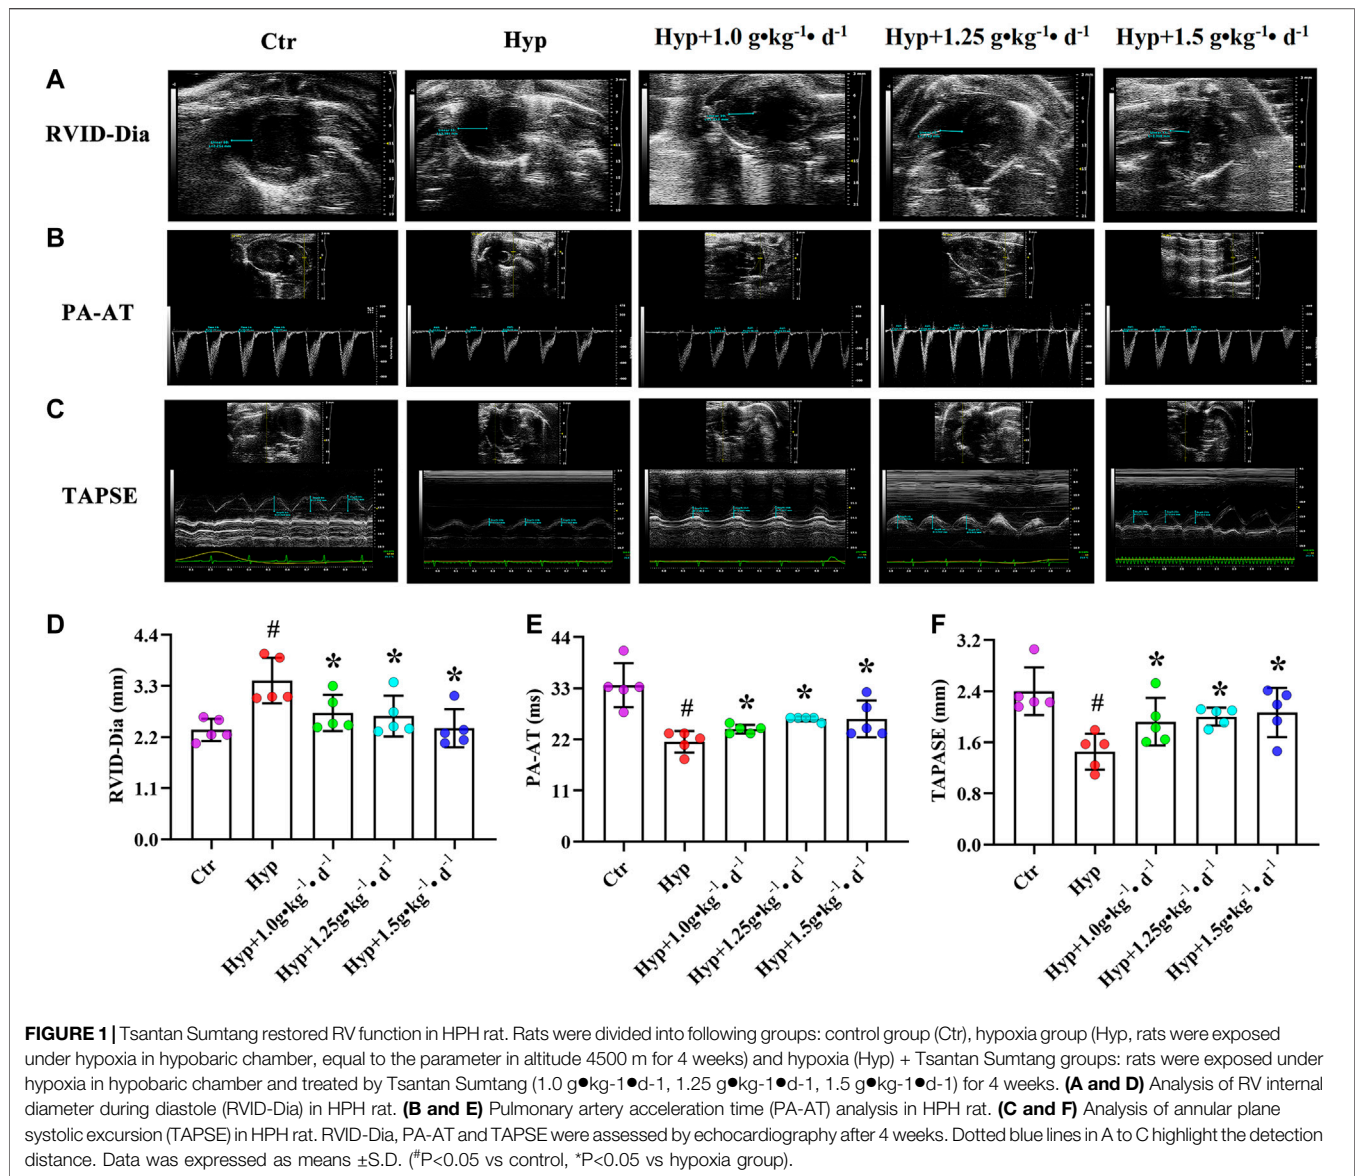 Ctr Hyp Hyp+1.0 g•kg⁻¹• d⁻¹ Hyp+1.25 g•kg⁻¹• d⁻¹ Hyp+1.5 g•kg⁻¹• d⁻¹
A
RVID-Dia
B
PA-AT
C
TAPSE
D
RVID-Dia (mm)
4.4
3.3
2.2
1.1
0.0
#
*
*
*
Ctr
Hyp
Hyp+1.0g•kg⁻¹• d⁻¹
Hyp+1.25g•kg⁻¹• d⁻¹
Hyp+1.5g•kg⁻¹• d⁻¹
E
PA-AT (ms)
44
33
22
11
0
#
*
*
*
Ctr
Hyp
Hyp+1.0g•kg⁻¹• d⁻¹
Hyp+1.25g•kg⁻¹• d⁻¹
Hyp+1.5g•kg⁻¹• d⁻¹
F
TAPASE (mm)
3.2
2.4
1.6
0.8
0.0
#
*
*
*
Ctr
Hyp
Hyp+1.0g•kg⁻¹• d⁻¹
Hyp+1.25g•kg⁻¹• d⁻¹
Hyp+1.5g•kg⁻¹• d⁻¹
FIGURE 1 | Tsantan Sumtang restored RV function in HPH rat. Rats were divided into following groups: control group (Ctr), hypoxia group (Hyp, rats were exposed
under hypoxia in hypobaric chamber, equal to the parameter in altitude 4500 m for 4 weeks) and hypoxia (Hyp) + Tsantan Sumtang groups: rats were exposed under
hypoxia in hypobaric chamber and treated by Tsantan Sumtang (1.0 g●kg-1●d-1, 1.25 g●kg-1●d-1, 1.5 g●kg-1●d-1) for 4 weeks. (A and D) Analysis of RV internal
diameter during diastole (RVID-Dia) in HPH rat. (B and E) Pulmonary artery acceleration time (PA-AT) analysis in HPH rat. (C and F) Analysis of annular plane
systolic excursion (TAPSE) in HPH rat. RVID-Dia, PA-AT and TAPSE were assessed by echocardiography after 4 weeks. Dotted blue lines in A to C highlight the detection
distance. Data was expressed as means ±S.D. (#P<0.05 vs control, *P<0.05 vs hypoxia group).